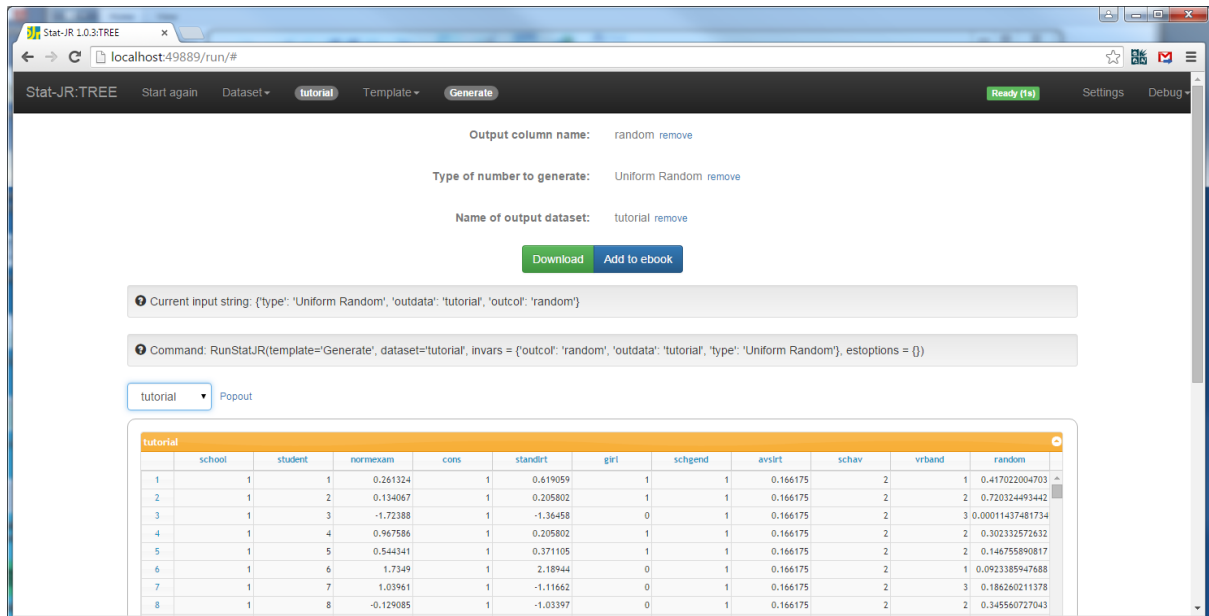 Stat-JR 1.0.3:TREE
localhost:49889/run/#
Stat-JR:TREE Start again Dataset tutorial Template Generate Ready (1s) Settings Debug
Output column name: random remove
Type of number to generate: Uniform Random remove
Name of output dataset: tutorial remove
Download Add to ebook
Current input string: {'type': 'Uniform Random', 'outdata': 'tutorial', 'outcol': 'random'}
Command: RunStatJR(template='Generate', dataset='tutorial', invars = {'outcol': 'random', 'outdata': 'tutorial', 'type': 'Uniform Random'}, estoptions = {})
tutorial Popout
tutorial
school student normexam cons standlrt girl schgend avslrt schav vrband random
1 1 1 0.261324 1 0.619059 1 1 0.166175 2 1 0.417022004703
2 1 2 0.134067 1 0.205802 1 1 0.166175 2 2 0.720324493442
3 1 3 -1.72388 1 -1.36458 0 1 0.166175 2 3 0.00011437481734
4 1 4 0.967586 1 0.205802 1 1 0.166175 2 2 0.302332572632
5 1 5 0.544341 1 0.371105 1 1 0.166175 2 2 0.146755890817
6 1 6 1.7349 1 2.18944 0 1 0.166175 2 1 0.0923385947688
7 1 7 1.03961 1 -1.11662 0 1 0.166175 2 3 0.186260211378
8 1 8 -0.129085 1 -1.03397 0 1 0.166175 2 2 0.345560727043